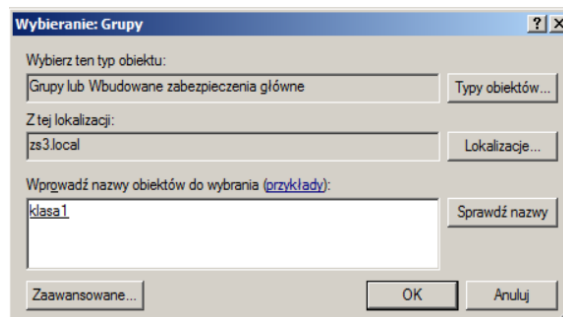 Wybieranie: Grupy
Wybierz ten typ obiektu:
Grupy lub Wbudowane zabezpieczenia główne
Typy obiektów...
Z tej lokalizacji:
zs3.local
Lokalizacje...
Wprowadź nazwy obiektów do wybrania (przykłady):
klasa1
Sprawdź nazwy
Zaawansowane...
OK
Anuluj